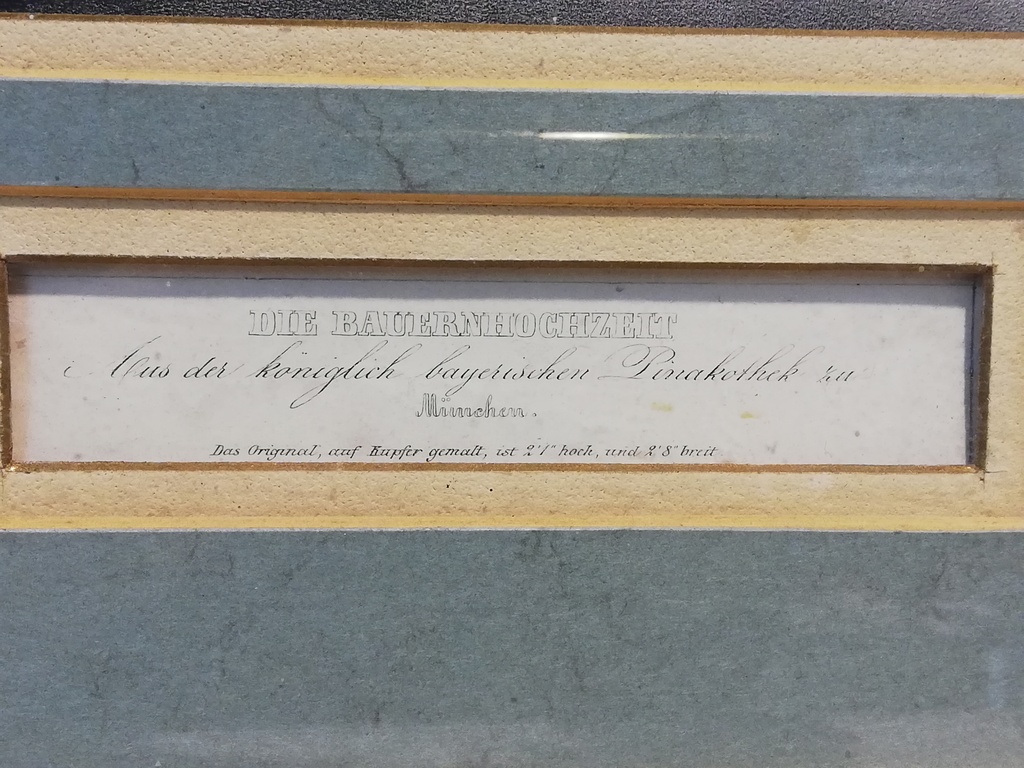 DIE BAUERNHOCHZEIT
Aus der königlich bayerischen Pinakothek zu
München.
Das Original, auf Kupfer gemalt, ist 2'1" hoch, und 2'8" breit